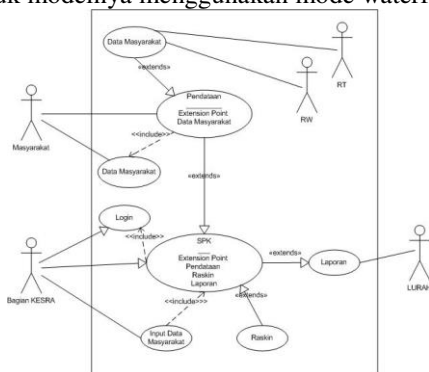 uk modelnya menggunakan mode waterf
Data Masyarakat
RT
«extends»
Pendataan
Extension Point
Data Masyarakat
RW
<<include>>
Masyarakat
Data Masyarakat
Login
«extends»
<<include>>
SPK
Extension Point
Pendataan
Raskin
Laporan
«extends»
Laporan
Bagian KESRA
LURAH
<<include>>
«extends»
Input Data
Masyarakat
Raskin